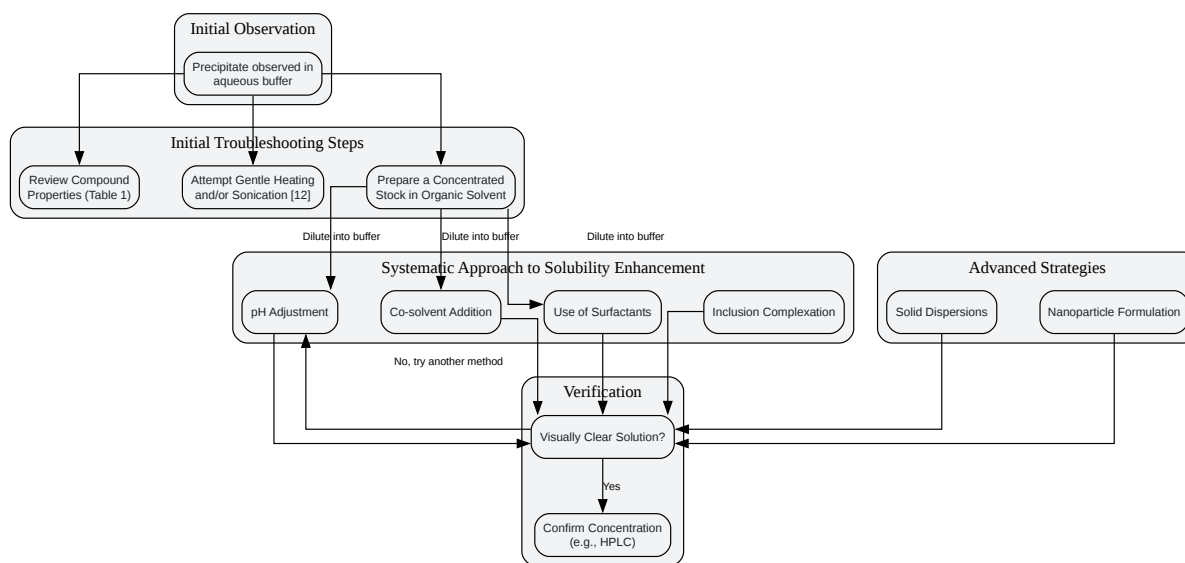 Initial Observation
Precipitate observed in
aqueous buffer
Initial Troubleshooting Steps
Review Compound
Properties (Table 1)
Attempt Gentle Heating
and/or Sonication [12]
Prepare a Concentrated
Stock in Organic Solvent
Dilute into buffer
Dilute into buffer
Dilute into buffer
Systematic Approach to Solubility Enhancement
pH Adjustment
Co-solvent Addition
Use of Surfactants
Inclusion Complexation
Advanced Strategies
Solid Dispersions
Nanoparticle Formulation
No, try another method
Verification
Visually Clear Solution?
Yes
Confirm Concentration
(e.g., HPLC)